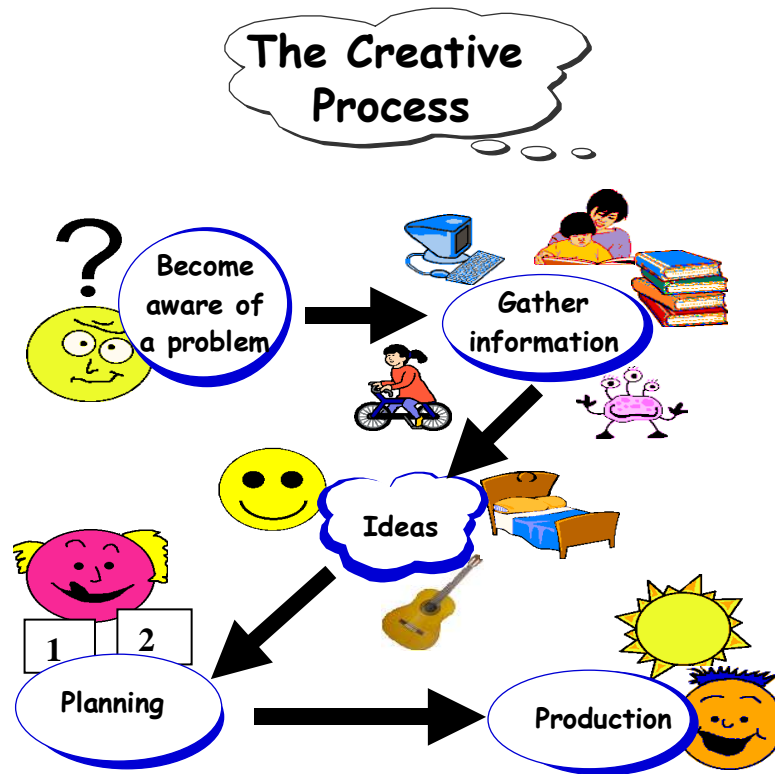 The Creative
Process
?
Become
aware of
a problem
Gather
information
Ideas
1
2
Planning
Production